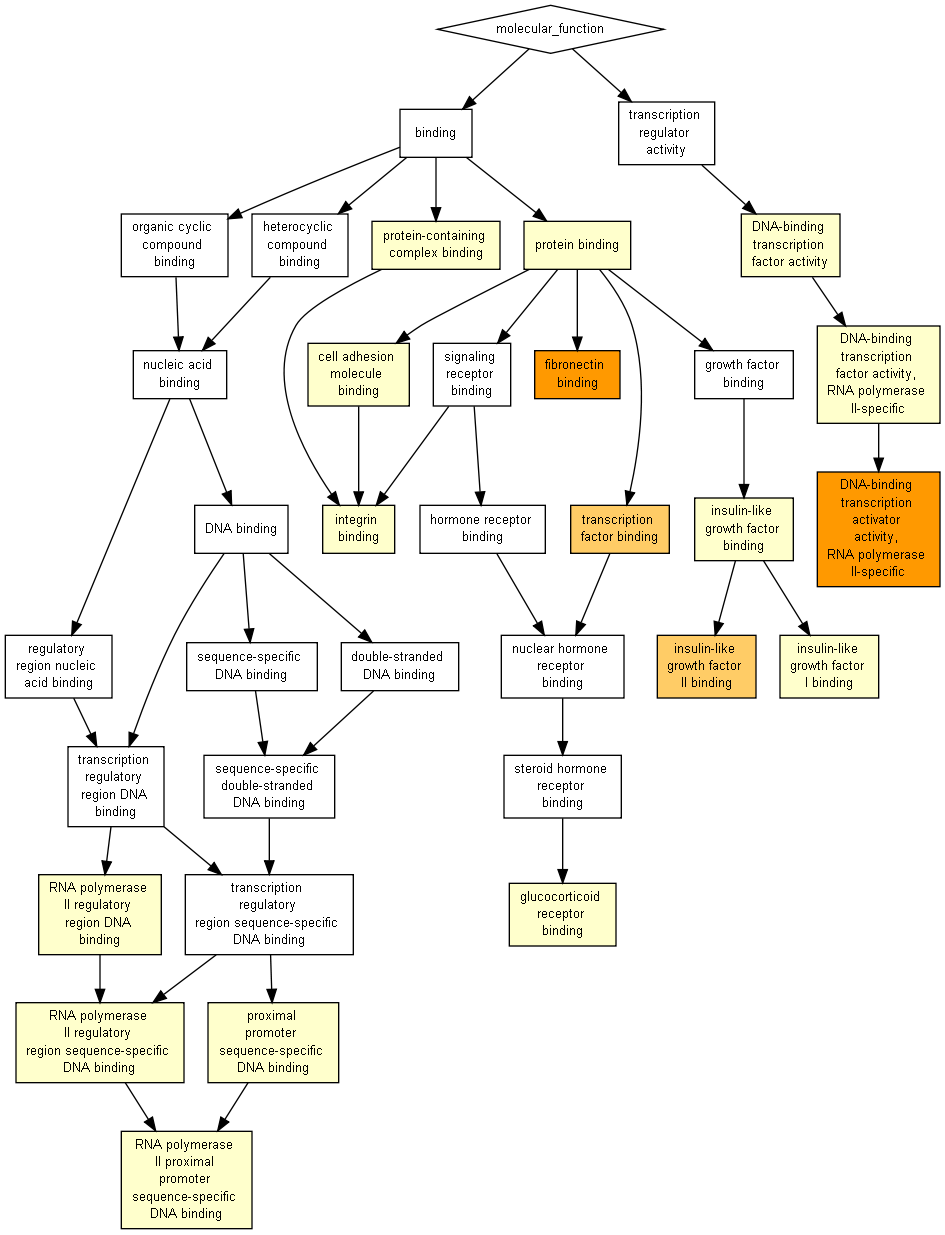 molecular_function
binding
transcription
regulator
activity
organic cyclic
compound
binding
heterocyclic
compound
binding
protein-containing
complex binding
protein binding
DNA-binding
transcription
factor activity
nucleic acid
binding
cell adhesion
molecule
binding
signaling
receptor
binding
fibronectin
binding
growth factor
binding
DNA-binding
transcription
factor activity,
RNA polymerase
II-specific
DNA binding
integrin
binding
hormone receptor
binding
transcription
factor binding
insulin-like
growth factor
binding
DNA-binding
transcription
activator
activity,
RNA polymerase
II-specific
regulatory
region nucleic
acid binding
sequence-specific
DNA binding
double-stranded
DNA binding
nuclear hormone
receptor
binding
insulin-like
growth factor
II binding
insulin-like
growth factor
I binding
transcription
regulatory
region DNA
binding
sequence-specific
double-stranded
DNA binding
steroid hormone
receptor
binding
RNA polymerase
II regulatory
region DNA
binding
transcription
regulatory
region sequence-specific
DNA binding
glucocorticoid
receptor
binding
RNA polymerase
II regulatory
region sequence-specific
DNA binding
proximal
promoter
sequence-specific
DNA binding
RNA polymerase
II proximal
promoter
sequence-specific
DNA binding